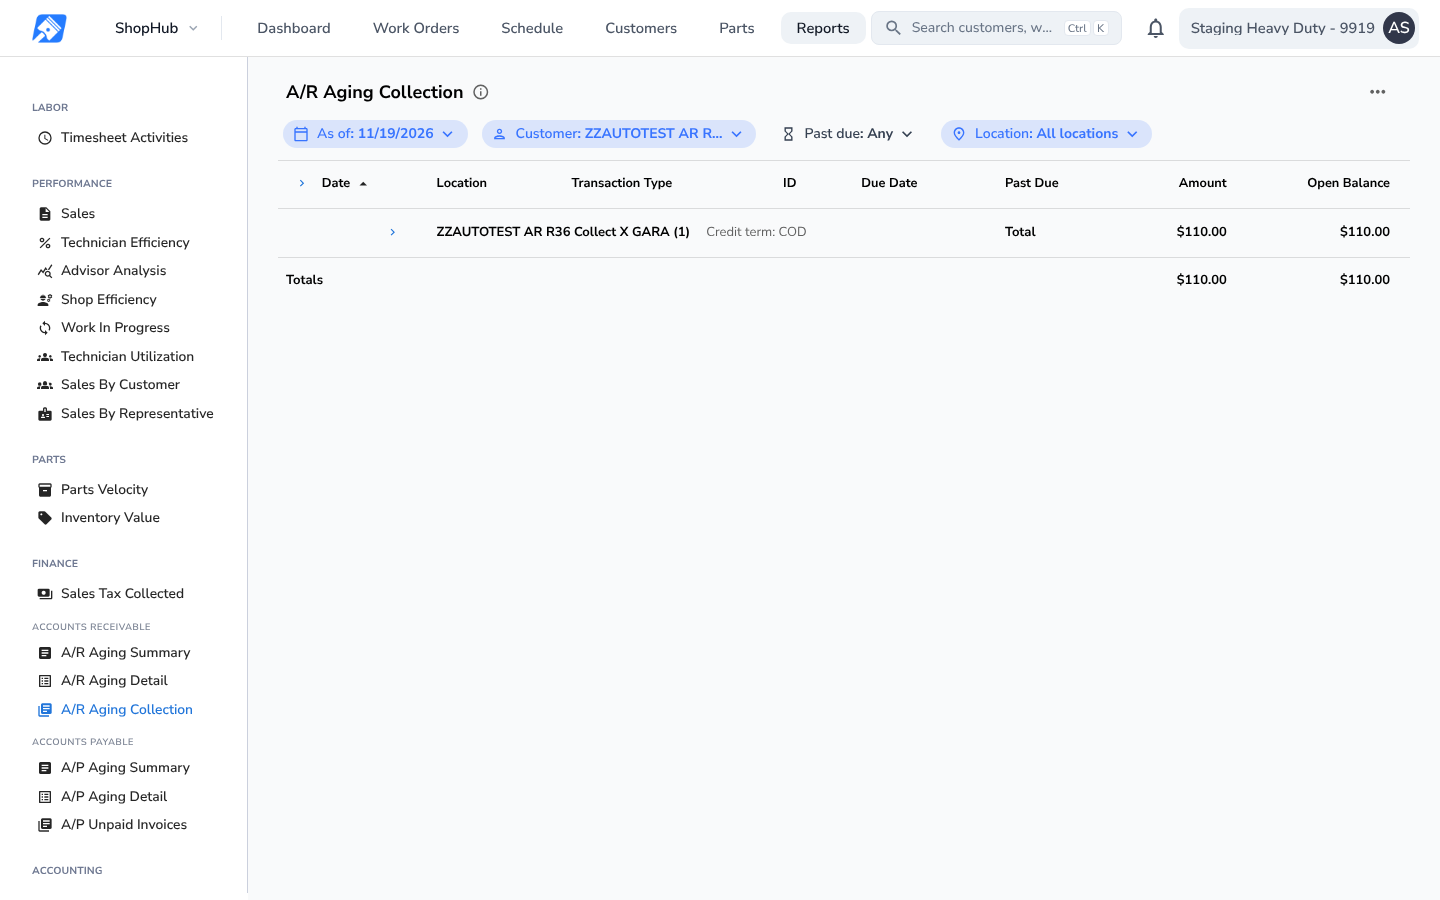 ShopHub
Dashboard
Work Orders
Schedule
Customers
Parts
Reports
Search customers, w...
Ctrl K
Staging Heavy Duty - 9919
AS
LABOR
Timesheet Activities
PERFORMANCE
Sales
Technician Efficiency
Advisor Analysis
Shop Efficiency
Work In Progress
Technician Utilization
Sales By Customer
Sales By Representative
PARTS
Parts Velocity
Inventory Value
FINANCE
Sales Tax Collected
ACCOUNTS RECEIVABLE
A/R Aging Summary
A/R Aging Detail
A/R Aging Collection
ACCOUNTS PAYABLE
A/P Aging Summary
A/P Aging Detail
A/P Unpaid Invoices
ACCOUNTING
A/R Aging Collection
As of: 11/19/2026
Customer: ZZAUTOTEST AR R...
Past due: Any
Location: All locations
Date Location Transaction Type ID Due Date Past Due Amount Open Balance
ZZAUTOTEST AR R36 Collect X GARA (1) Credit term: COD Total $110.00 $110.00
Totals $110.00 $110.00